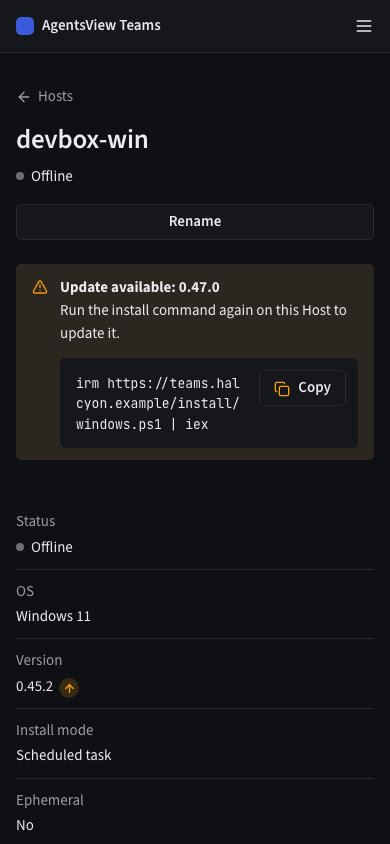 AgentsView Teams
Hosts
devbox-win
Offline
Rename
Update available: 0.47.0
Run the install command again on this Host to
update it.
irm https://teams.hal
cyon.example/install/
windows.ps1 | iex
Copy
Status
Offline
OS
Windows 11
Version
0.45.2
Install mode
Scheduled task
Ephemeral
No